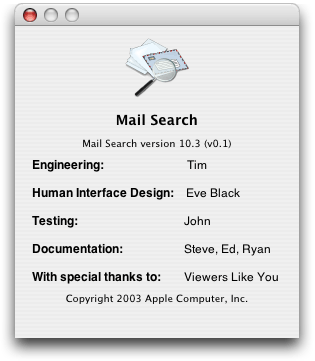 Mail Search
Mail Search version 10.3 (v0.1)
Engineering: Tim
Human Interface Design: Eve Black
Testing: John
Documentation: Steve, Ed, Ryan
With special thanks to: Viewers Like You
Copyright 2003 Apple Computer, Inc.